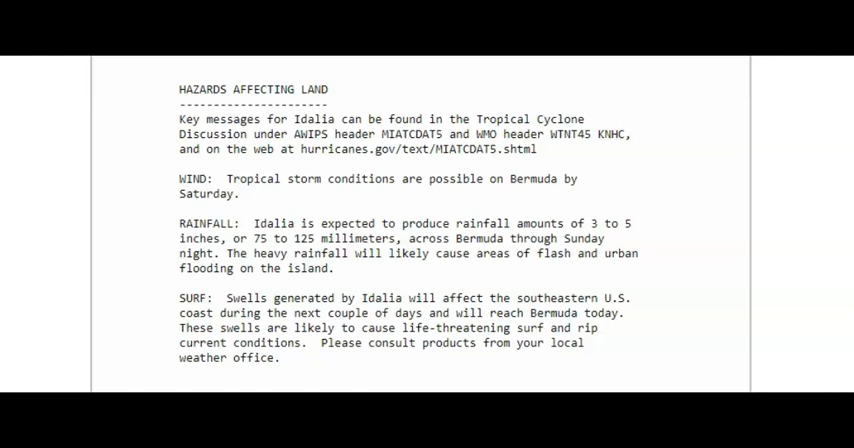 HAZARDS AFFECTING LAND
----------------------
Key messages for Idalia can be found in the Tropical Cyclone
Discussion under AWIPS header MIATCDAT5 and WMO header WTNT45 KNHC,
and on the web at hurricanes.gov/text/MIATCDAT5.shtml
WIND:  Tropical storm conditions are possible on Bermuda by
Saturday.
RAINFALL:  Idalia is expected to produce rainfall amounts of 3 to 5
inches, or 75 to 125 millimeters, across Bermuda through Sunday
night. The heavy rainfall will likely cause areas of flash and urban
flooding on the island.
SURF:  Swells generated by Idalia will affect the southeastern U.S.
coast during the next couple of days and will reach Bermuda today.
These swells are likely to cause life-threatening surf and rip
current conditions.  Please consult products from your local
weather office.